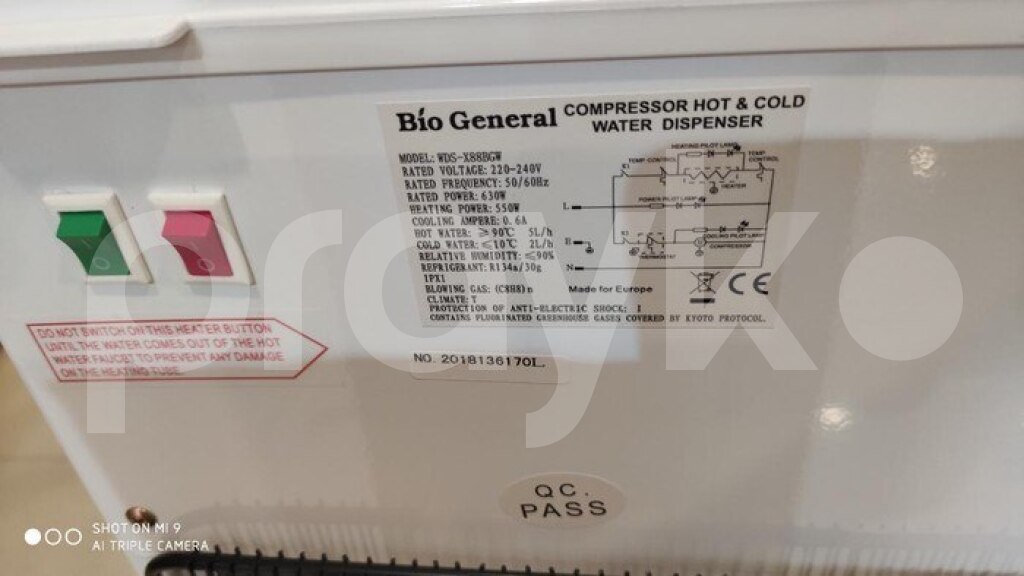 Bio General
COMPRESSOR HOT & COLD
WATER DISPENSER
MODEL: WDS-X88BGW
RATED VOLTAGE: 220-240V
RATED FREQUENCY: 50/60Hz
RATED POWER: 630W
HEATING POWER: 550W
COOLING AMPERE: 0.6A
HOT WATER: ≥90℃ 5L/h
COLD WATER: ≤10℃ 2L/h
RELATIVE HUMIDITY: ≤90%
REFRIGERANT: R134a/30g
IPX1
BLOWING GAS: (C8H8)n
CLIMATE: T
PROTECTION OF ANTI-ELECTRIC SHOCK: I
CONTAINS FLUORINATED GREENHOUSE GASES COVERED BY KYOTO PROTOCOL.
HEATING PILOT LAMP
TEMP.CONTROL
TEMP.
CONTROL
HEATER
POWER PILOT LAMP
L
COOLING PILOT LAMP
COMPRESSOR
THERMOSTAT
E
N
Made for Europe
CE
DO NOT SWITCH ON THIS HEATER BUTTON
UNTIL THE WATER COMES OUT OF THE HOT
WATER FAUCET TO PREVENT ANY DAMAGE
ON THE HEATING TUBE
NO. 2018136170L.
proyko
QC.
PASS
SHOT ON MI 9
AI TRIPLE CAMERA